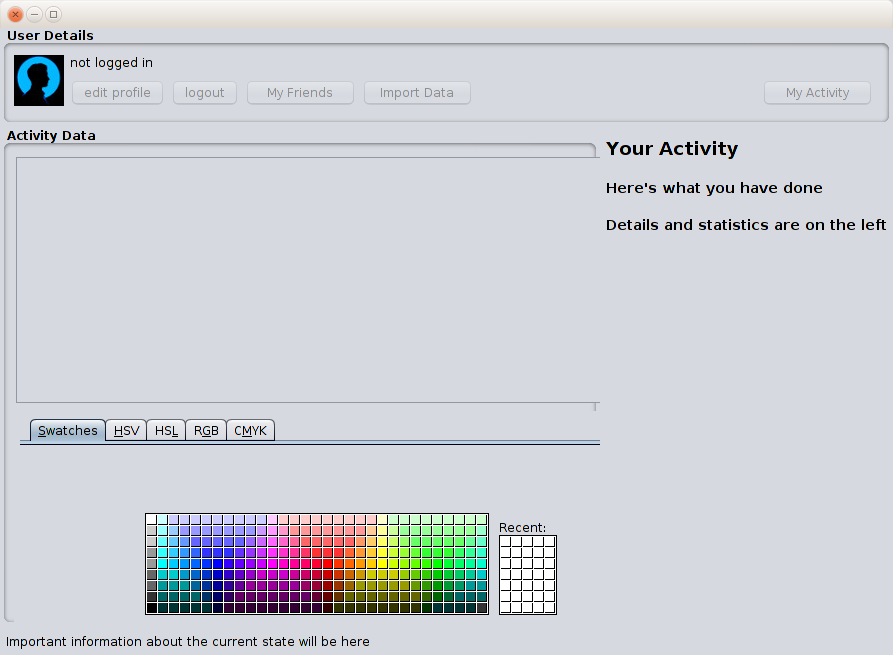 User Details
not logged in
edit profile
logout
My Friends
Import Data
My Activity
Activity Data
Your Activity
Here's what you have done
Details and statistics are on the left
Swatches
HSV
HSL
RGB
CMYK
Recent:
Important information about the current state will be here